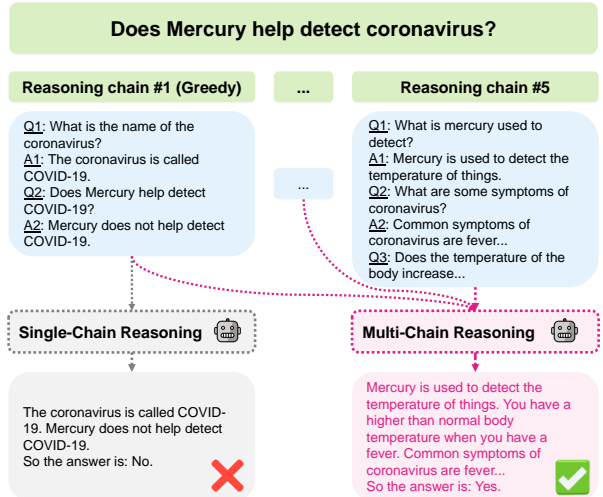 Does Mercury help detect coronavirus?
Reasoning chain #1 (Greedy)
...
Reasoning chain #5
Q1: What is the name of the
coronavirus?
A1: The coronavirus is called
COVID-19.
Q2: Does Mercury help detect
COVID-19?
A2: Mercury does not help detect
COVID-19.
...
Q1: What is mercury used to
detect?
A1: Mercury is used to detect the
temperature of things.
Q2: What are some symptoms of
coronavirus?
A2: Common symptoms of
coronavirus are fever...
Q3: Does the temperature of the
body increase...
Single-Chain Reasoning
Multi-Chain Reasoning
The coronavirus is called COVID-
19. Mercury does not help detect
COVID-19.
So the answer is: No.
Mercury is used to detect the
temperature of things. You have a
higher than normal body
temperature when you have a
fever. Common symptoms of
coronavirus are fever...
So the answer is: Yes.